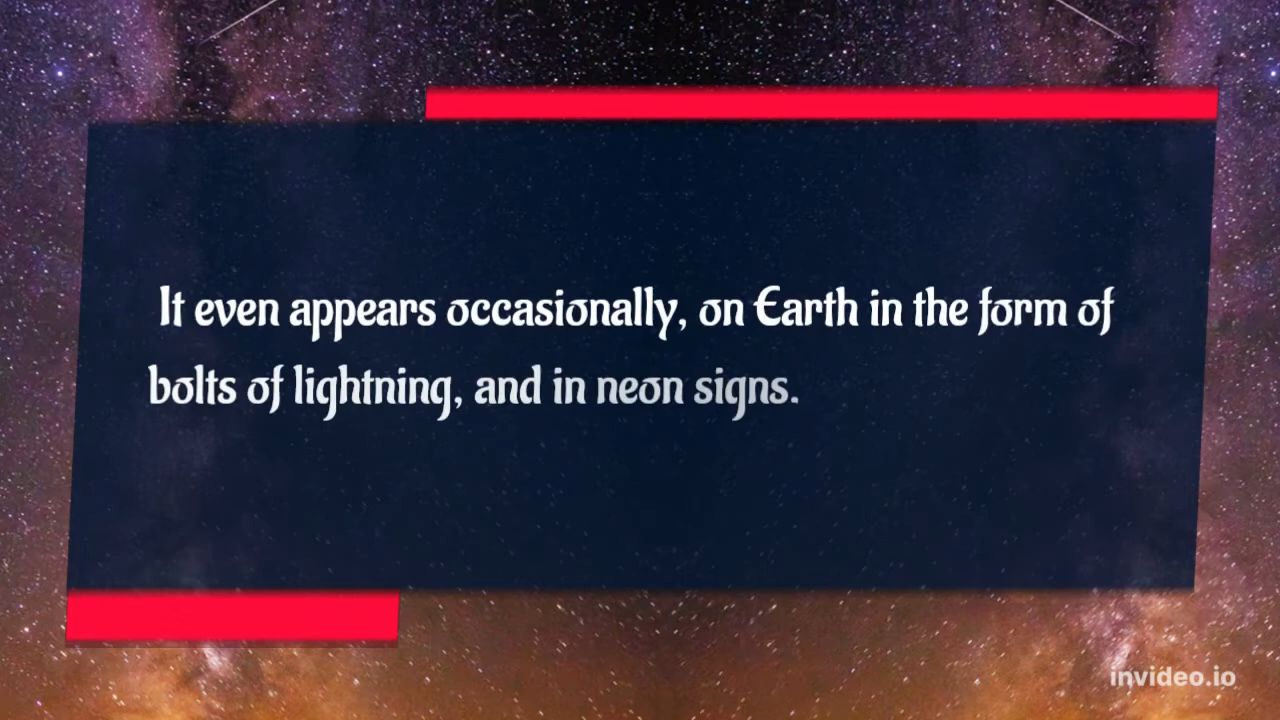 It even appears occasionally, on Earth in the form of
bolts of lightning, and in neon signs.
invideo.io